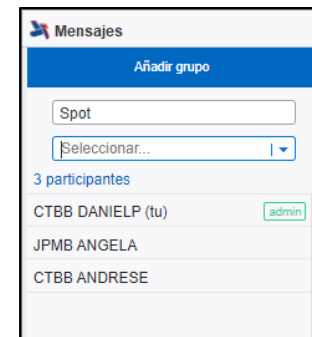 Mensajes
Añadir grupo
Spot
Seleccionar...
3 participantes
CTBB DANIELP (tu) admin
JPMB ANGELA
CTBB ANDRESE